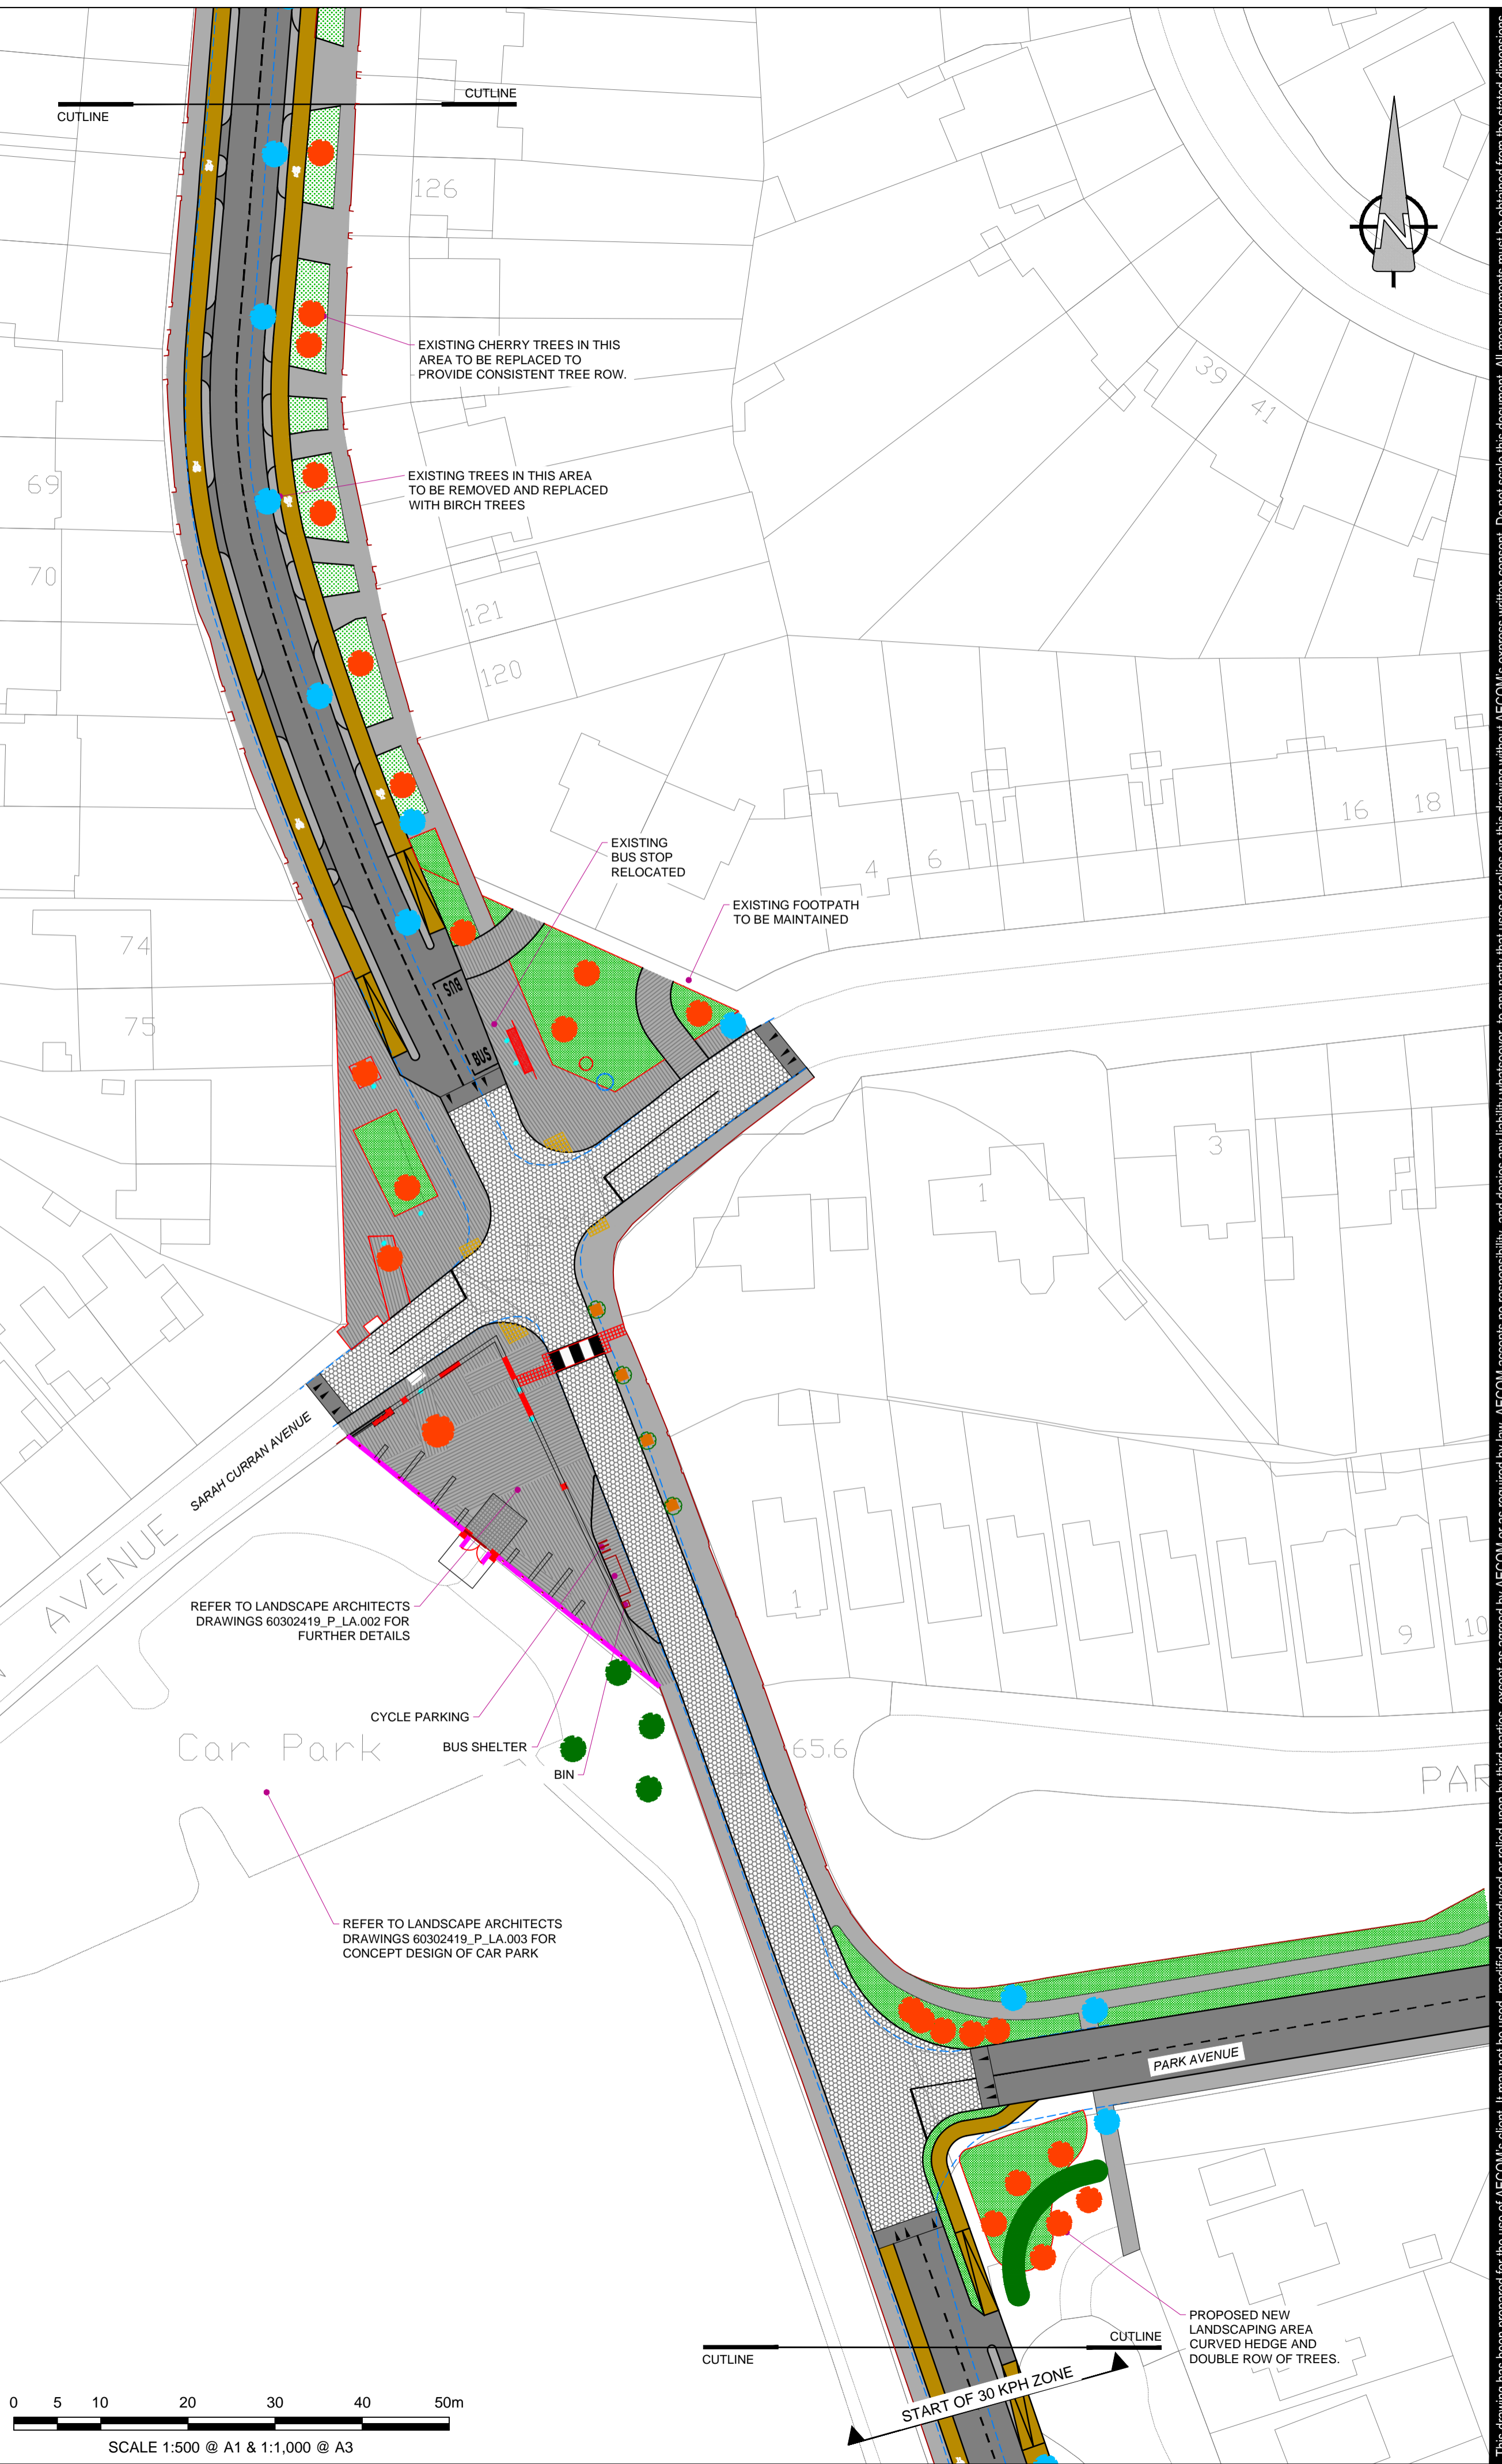 CUTLINE
CUTLINE
126
N
39
41
EXISTING CHERRY TREES IN THIS
AREA TO BE REPLACED TO
PROVIDE CONSISTENT TREE ROW.
69
EXISTING TREES IN THIS AREA
TO BE REMOVED AND REPLACED
WITH BIRCH TREES
70
121
120
16
18
EXISTING
BUS STOP
RELOCATED
4
6
EXISTING FOOTPATH
TO BE MAINTAINED
74
75
BUS
BUS
3
1
SARAH CURRAN AVENUE
AVENUE
1
9
10
REFER TO LANDSCAPE ARCHITECTS
DRAWINGS 60302419_P_LA.002 FOR
FURTHER DETAILS
CYCLE PARKING
BUS SHELTER
BIN
Car Park
65.6
PAR
REFER TO LANDSCAPE ARCHITECTS
DRAWINGS 60302419_P_LA.003 FOR
CONCEPT DESIGN OF CAR PARK
PARK AVENUE
PROPOSED NEW
LANDSCAPING AREA
CURVED HEDGE AND
DOUBLE ROW OF TREES.
CUTLINE
CUTLINE
START OF 30 KPH ZONE
0 5 10 20 30 40 50m
SCALE 1:500 @ A1 & 1:1,000 @ A3